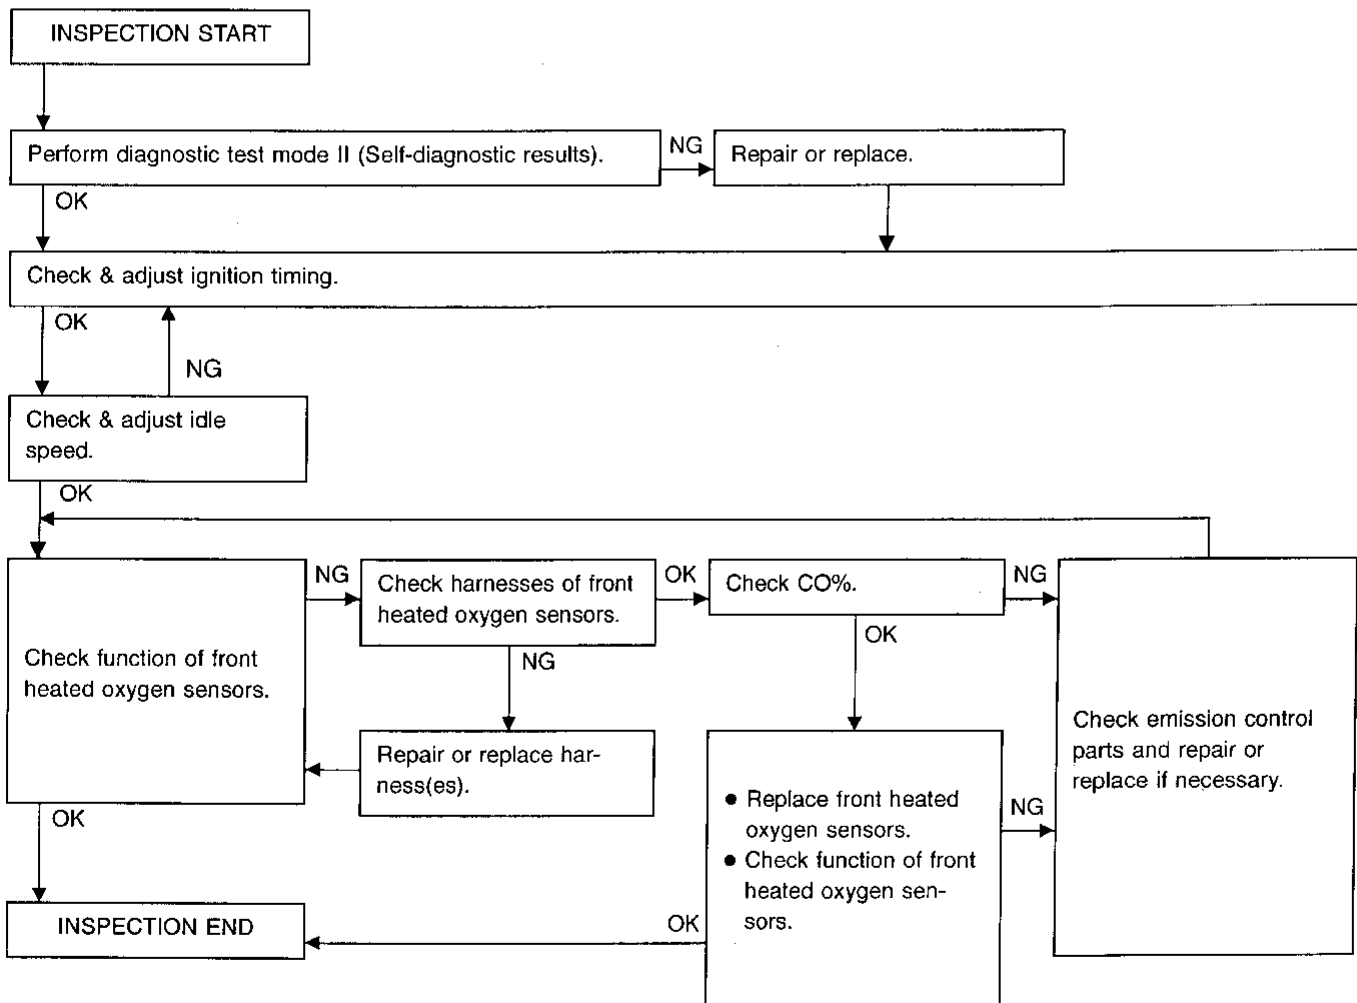 INSPECTION START
Perform diagnostic test mode II (Self-diagnostic results).
NG
Repair or replace.
OK
Check & adjust ignition timing.
OK
NG
Check & adjust idle
speed.
OK
Check function of front
heated oxygen sensors.
NG
Check harnesses of front
heated oxygen sensors.
OK
Check CO%.
NG
OK
NG
Repair or replace har-
ness(es).
● Replace front heated
oxygen sensors.
● Check function of front
heated oxygen sen-
sors.
NG
Check emission control
parts and repair or
replace if necessary.
OK
OK
INSPECTION END